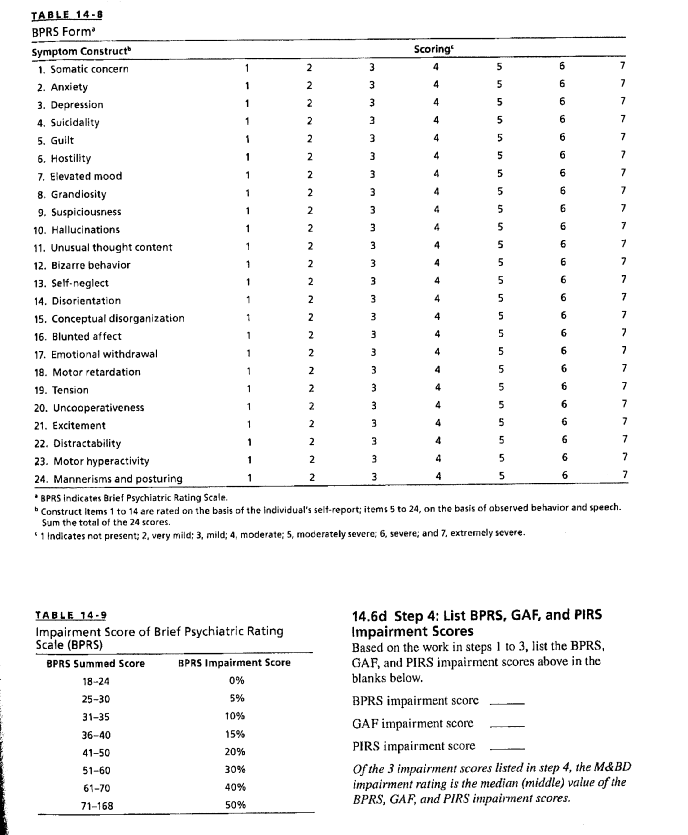 TABLE 14-8
BPRS Formᵃ
Symptom Constructᵇ Scoringᶜ
1. Somatic concern 1 2 3 4 5 6 7
2. Anxiety 1 2 3 4 5 6 7
3. Depression 1 2 3 4 5 6 7
4. Suicidality 1 2 3 4 5 6 7
5. Guilt 1 2 3 4 5 6 7
6. Hostility 1 2 3 4 5 6 7
7. Elevated mood 1 2 3 4 5 6 7
8. Grandiosity 1 2 3 4 5 6 7
9. Suspiciousness 1 2 3 4 5 6 7
10. Hallucinations 1 2 3 4 5 6 7
11. Unusual thought content 1 2 3 4 5 6 7
12. Bizarre behavior 1 2 3 4 5 6 7
13. Self-neglect 1 2 3 4 5 6 7
14. Disorientation 1 2 3 4 5 6 7
15. Conceptual disorganization 1 2 3 4 5 6 7
16. Blunted affect 1 2 3 4 5 6 7
17. Emotional withdrawal 1 2 3 4 5 6 7
18. Motor retardation 1 2 3 4 5 6 7
19. Tension 1 2 3 4 5 6 7
20. Uncooperativeness 1 2 3 4 5 6 7
21. Excitement 1 2 3 4 5 6 7
22. Distractability 1 2 3 4 5 6 7
23. Motor hyperactivity 1 2 3 4 5 6 7
24. Mannerisms and posturing 1 2 3 4 5 6 7
ᵃ BPRS indicates Brief Psychiatric Rating Scale.
ᵇ Construct items 1 to 14 are rated on the basis of the individual's self-report; items 5 to 24, on the basis of observed behavior and speech.
Sum the total of the 24 scores.
ᶜ 1 indicates not present; 2, very mild; 3, mild; 4, moderate; 5, moderately severe; 6, severe; and 7, extremely severe.
TABLE 14-9
Impairment Score of Brief Psychiatric Rating
Scale (BPRS)
BPRS Summed Score BPRS Impairment Score
18–24 0%
25–30 5%
31–35 10%
36–40 15%
41–50 20%
51–60 30%
61–70 40%
71–168 50%
14.6d Step 4: List BPRS, GAF, and PIRS
Impairment Scores
Based on the work in steps 1 to 3, list the BPRS,
GAF, and PIRS impairment scores above in the
blanks below.
BPRS impairment score ____
GAF impairment score ____
PIRS impairment score ____
Of the 3 impairment scores listed in step 4, the M&BD
impairment rating is the median (middle) value of the
BPRS, GAF, and PIRS impairment scores.